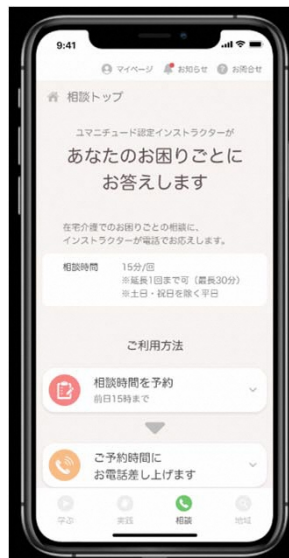 9:41
マイページ お知らせ お問合せ
相談トップ
ユマニチュード認定インストラクターが
あなたのお困りごとに
お答えします
在宅介護でのお困りごとの相談に、
インストラクターが電話でお応えします。
相談時間 15分/回
※延長1回まで可(最長30分)
※土日・祝日を除く平日
ご利用方法
相談時間を予約
前日15時まで
ご予約時間に
お電話差し上げます
学ぶ 実践 相談 地域